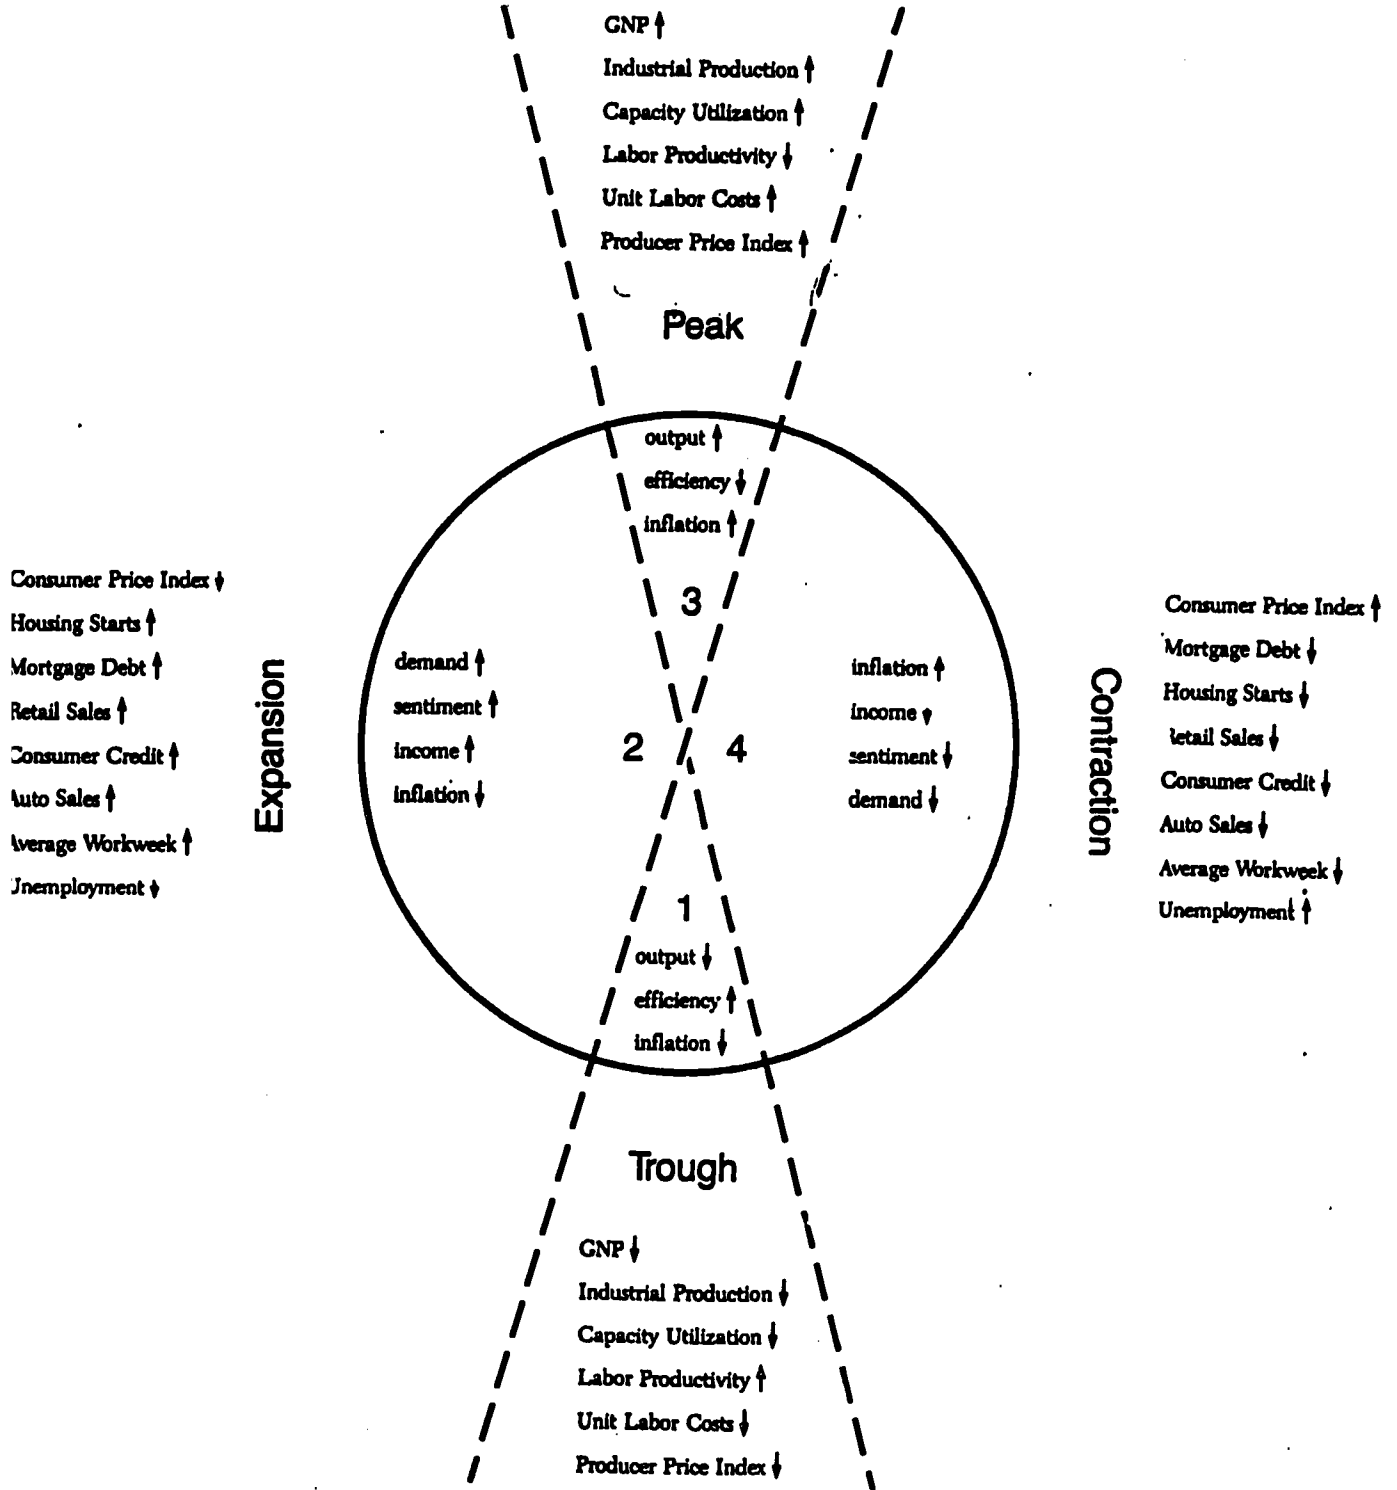 GNP ↑
Industrial Production ↑
Capacity Utilization ↑
Labor Productivity ↓
Unit Labor Costs ↑
Producer Price Index ↑
Peak
output ↑
efficiency ↓
inflation ↑
3
Consumer Price Index ↓
Housing Starts ↑
Mortgage Debt ↑
Retail Sales ↑
Consumer Credit ↑
Auto Sales ↑
Average Workweek ↑
Unemployment ↓
Expansion
demand ↑
sentiment ↑
income ↑
inflation ↓
2
4
inflation ↑
income ↓
sentiment ↓
demand ↓
Contraction
Consumer Price Index ↑
Mortgage Debt ↓
Housing Starts ↓
Retail Sales ↓
Consumer Credit ↓
Auto Sales ↓
Average Workweek ↓
Unemployment ↑
1
output ↓
efficiency ↑
inflation ↓
Trough
GNP ↓
Industrial Production ↓
Capacity Utilization ↓
Labor Productivity ↑
Unit Labor Costs ↓
Producer Price Index ↓